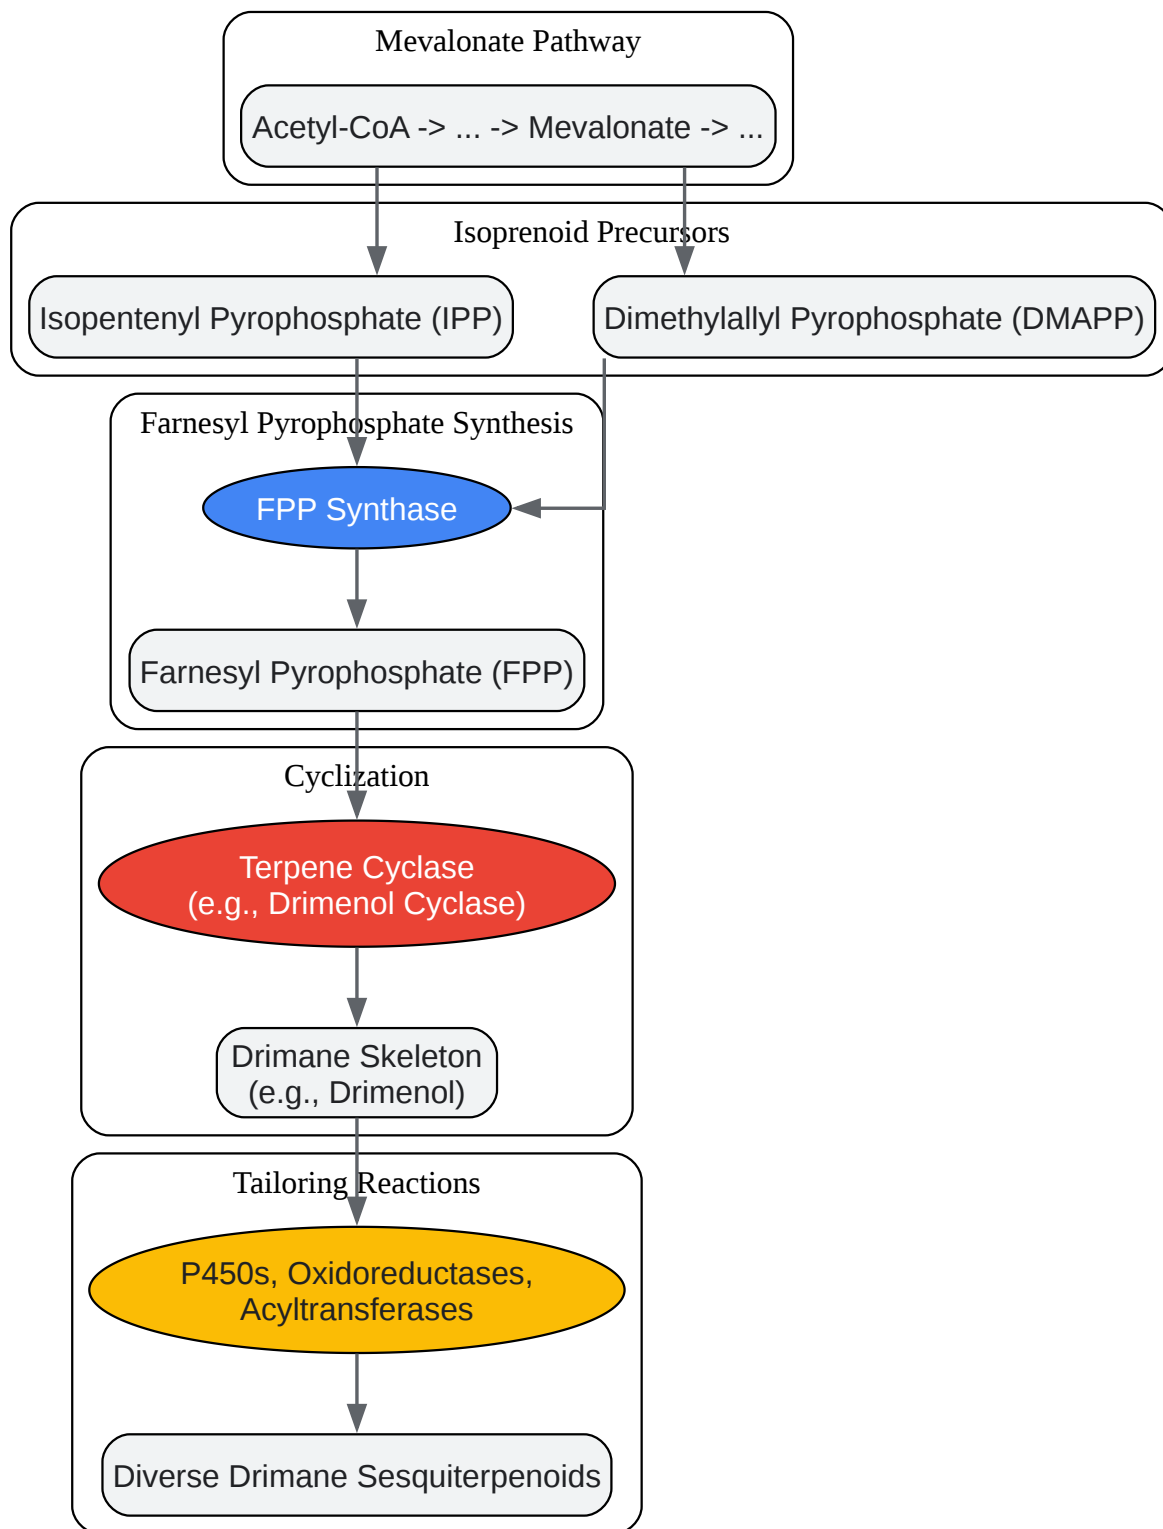 Mevalonate Pathway
Acetyl-CoA -> ... -> Mevalonate -> ...
Isoprenoid Precursors
Isopentenyl Pyrophosphate (IPP)
Dimethylallyl Pyrophosphate (DMAPP)
Farnesyl Pyrophosphate Synthesis
FPP Synthase
Farnesyl Pyrophosphate (FPP)
Cyclization
Terpene Cyclase
(e.g., Drimenol Cyclase)
Drimane Skeleton
(e.g., Drimenol)
Tailoring Reactions
P450s, Oxidoreductases,
Acyltransferases
Diverse Drimane Sesquiterpenoids